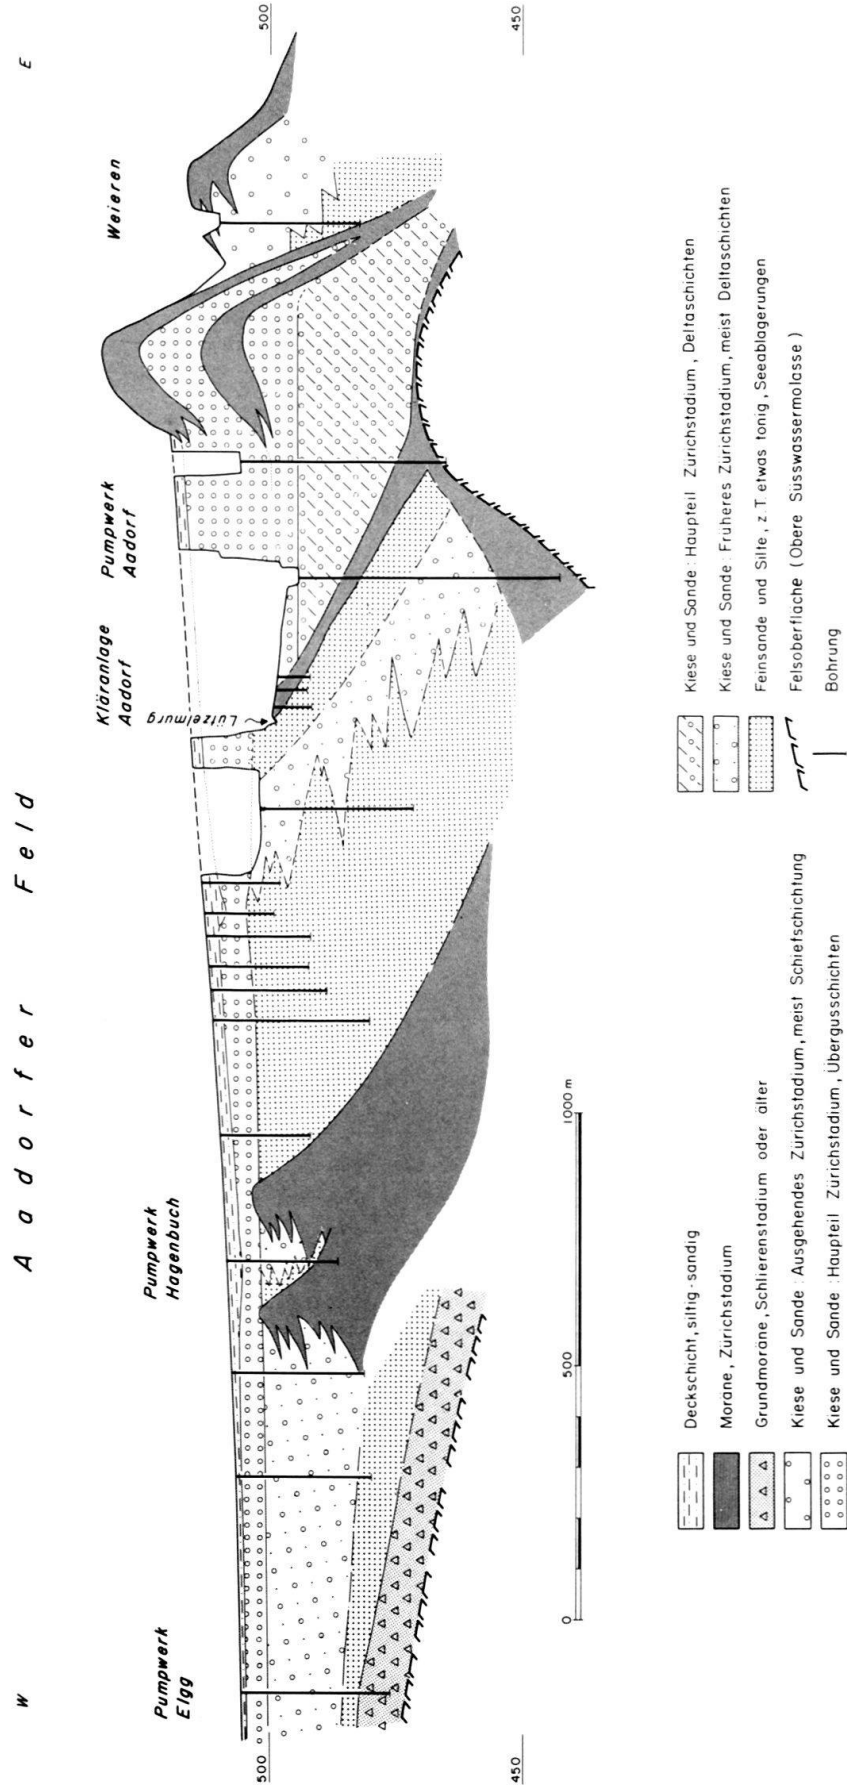 Aadorfer Feld
W
E
Pumpwerk
Elgg
Pumpwerk
Hagenbuch
Kläranlage
Aadorf
Pumpwerk
Aadorf
Weieren
Lützelmurg
500
500
450
450
0
500
1000 m
Deckschicht, siltig-sandig
Moräne, Zürichstadium
Grundmoräne, Schlierenstadium oder älter
Kiese und Sande : Ausgehendes Zürichstadium, meist Schiefschichtung
Kiese und Sande : Haupteil Zürichstadium, Übergusschichten
Kiese und Sande : Haupteil Zürichstadium, Deltaschichten
Kiese und Sande : Früheres Zürichstadium, meist Deltaschichten
Feinsande und Silte, z.T. etwas tonig, Seeablagerungen
Felsoberfläche (Obere Süsswassermolasse)
Bohrung